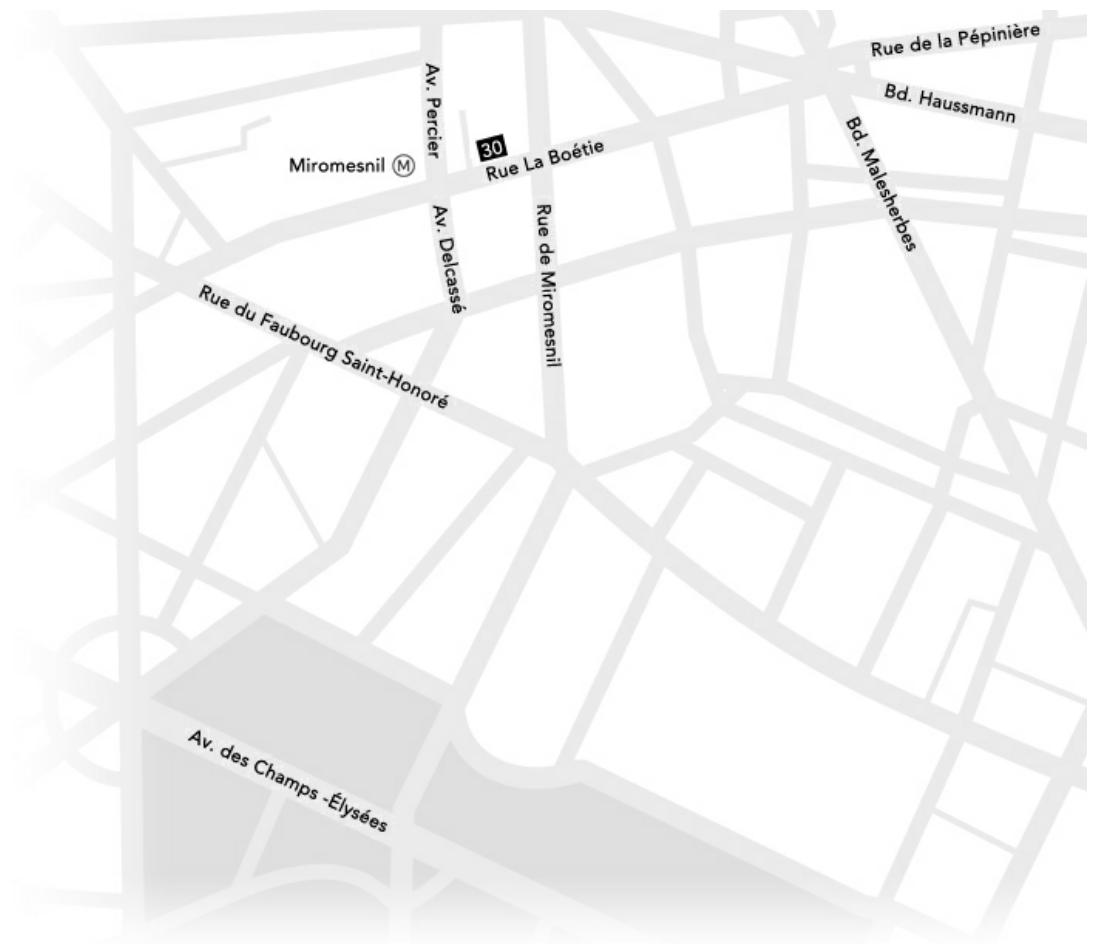 Rue de la Pépinière
Bd. Haussmann
Av. Percier
30
Rue La Boétie
Miromesnil M
Bd. Malesherbes
Av. Delcassé
Rue de Miromesnil
Rue du Faubourg Saint-Honoré
Av. des Champs -Élysées